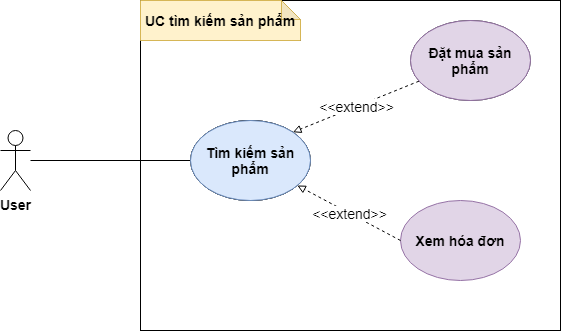 UC tìm kiếm sản phẩm
Đặt mua sản
phẩm
<<extend>>
Tìm kiếm sản
phẩm
User
<<extend>>
Xem hóa đơn